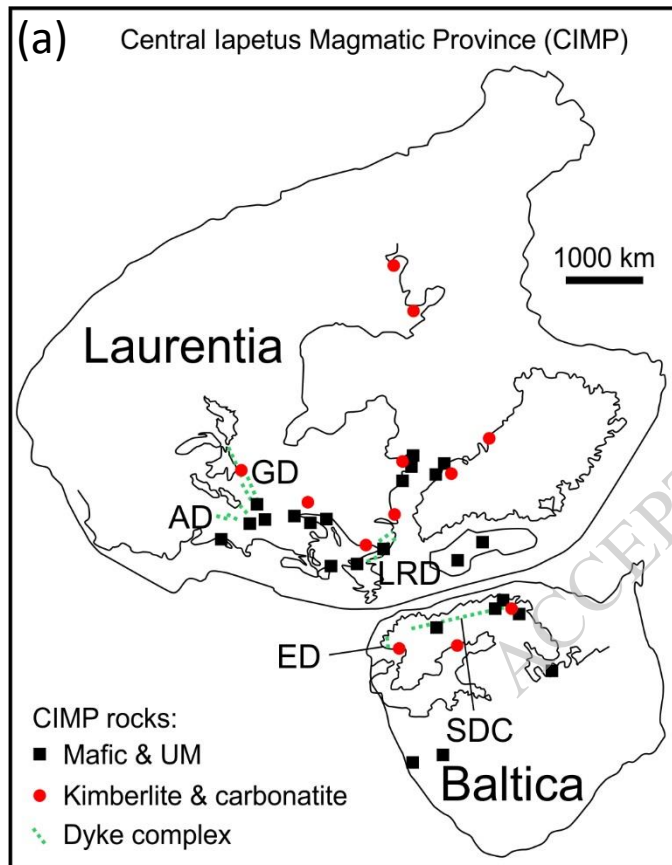 (a)
Central Iapetus Magmatic Province (CIMP)
1000 km
Laurentia
GD
AD
LRD
ED
SDC
Baltica
CIMP rocks:
Mafic & UM
Kimberlite & carbonatite
Dyke complex
ACCEPT